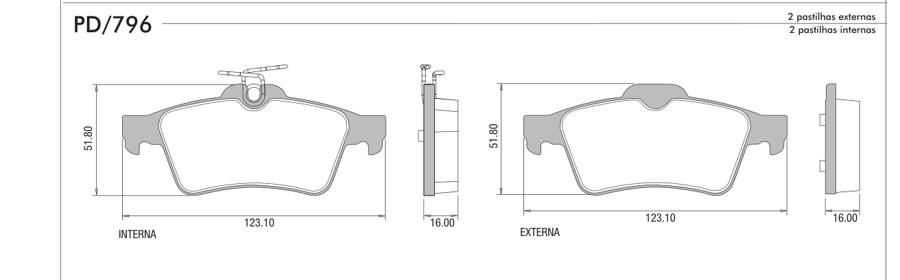 PD/796
2 pastilhas externas
2 pastilhas internas
51.80
123.10
16.00
INTERNA
51.80
123.10
16.00
EXTERNA